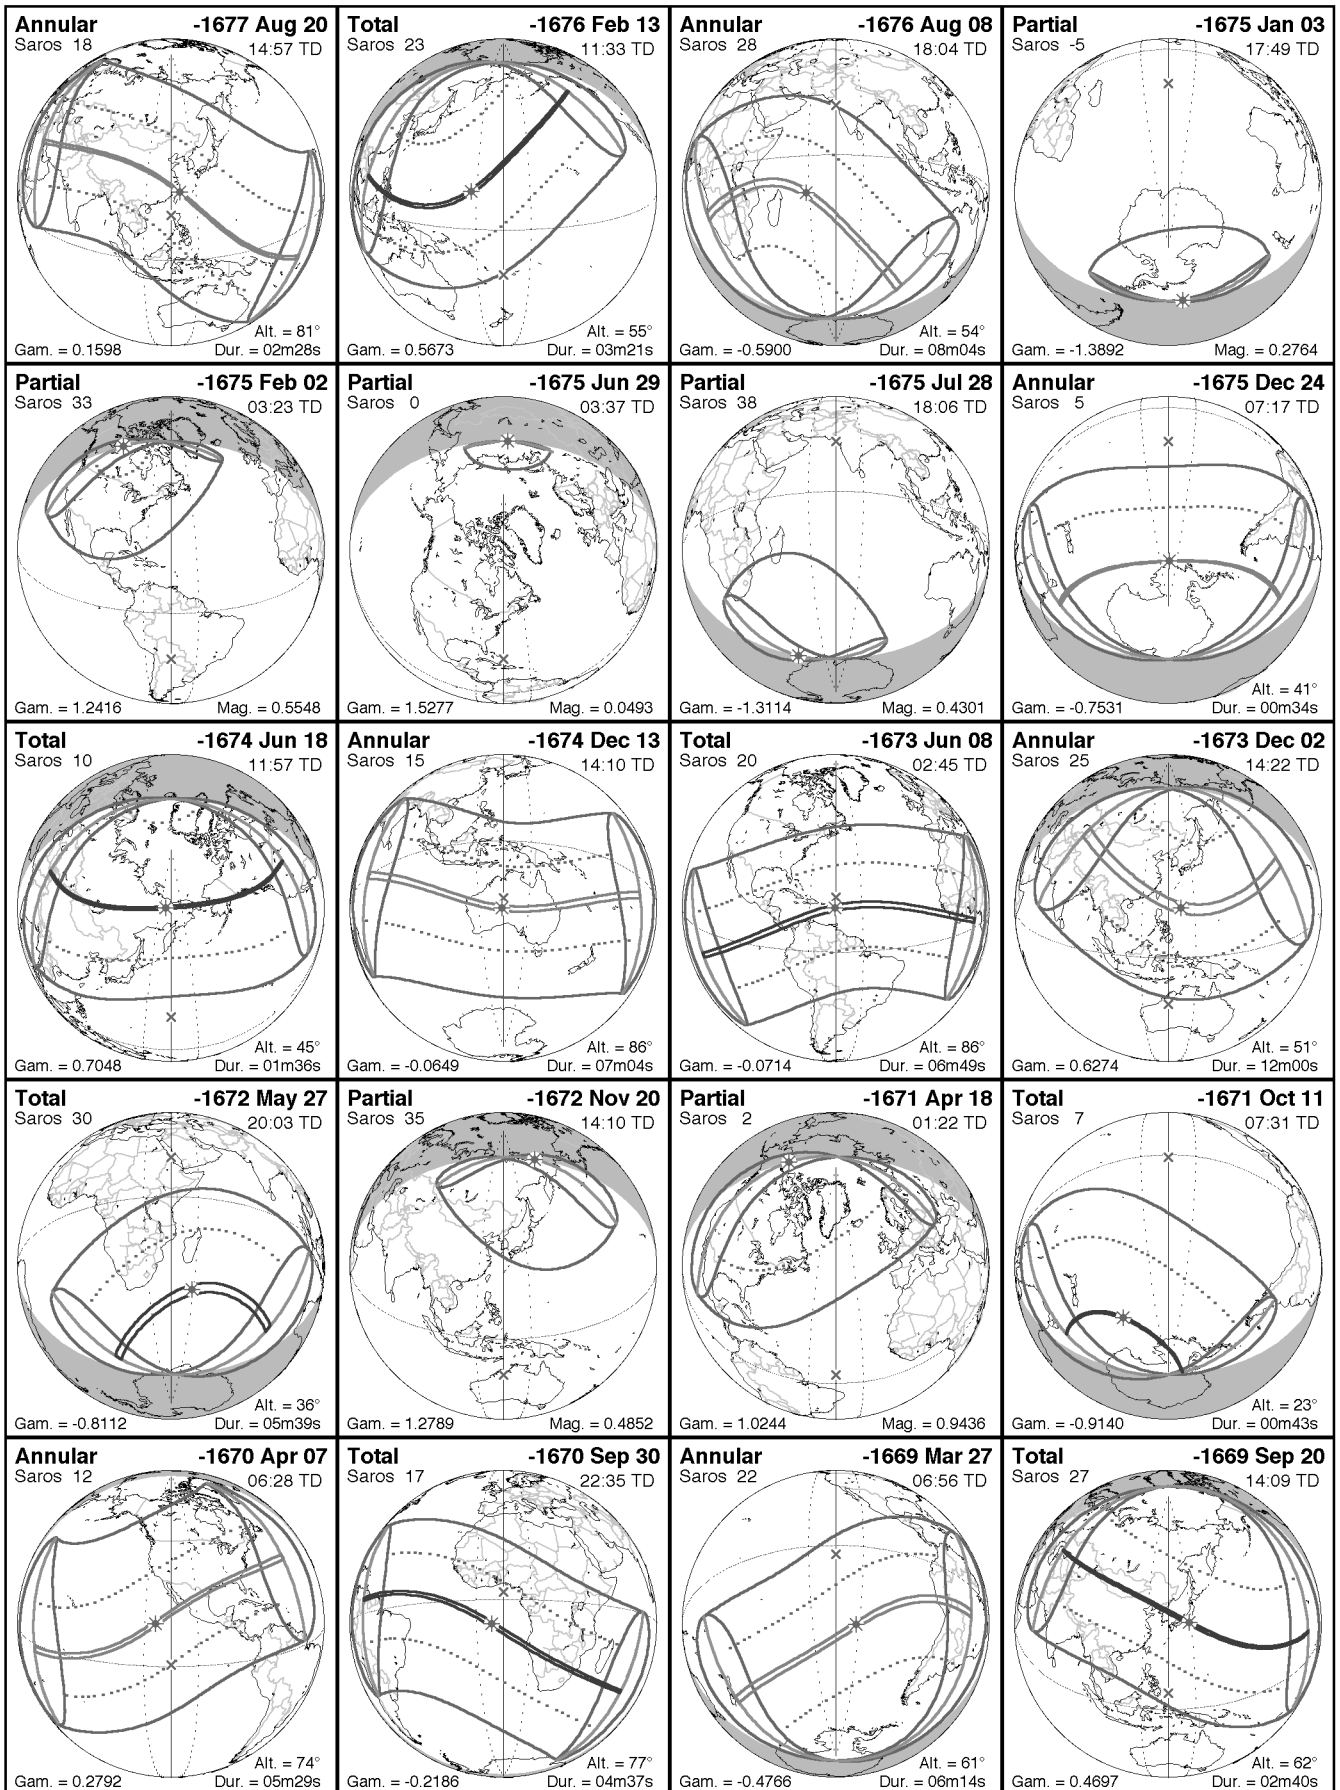 Annular -1677 Aug 20
Saros 18 14:57 TD
Alt. = 81°
Gam. = 0.1598 Dur. = 02m28s
Total -1676 Feb 13
Saros 23 11:33 TD
Alt. = 55°
Gam. = 0.5673 Dur. = 03m21s
Annular -1676 Aug 08
Saros 28 18:04 TD
Alt. = 54°
Gam. = -0.5900 Dur. = 08m04s
Partial -1675 Jan 03
Saros -5 17:49 TD
Gam. = -1.3892 Mag. = 0.2764
Partial -1675 Feb 02
Saros 33 03:23 TD
Gam. = 1.2416 Mag. = 0.5548
Partial -1675 Jun 29
Saros 0 03:37 TD
Gam. = 1.5277 Mag. = 0.0493
Partial -1675 Jul 28
Saros 38 18:06 TD
Gam. = -1.3114 Mag. = 0.4301
Annular -1675 Dec 24
Saros 5 07:17 TD
Alt. = 41°
Gam. = -0.7531 Dur. = 00m34s
Total -1674 Jun 18
Saros 10 11:57 TD
Alt. = 45°
Gam. = 0.7048 Dur. = 01m36s
Annular -1674 Dec 13
Saros 15 14:10 TD
Alt. = 86°
Gam. = -0.0649 Dur. = 07m04s
Total -1673 Jun 08
Saros 20 02:45 TD
Alt. = 86°
Gam. = -0.0714 Dur. = 06m49s
Annular -1673 Dec 02
Saros 25 14:22 TD
Alt. = 51°
Gam. = 0.6274 Dur. = 12m00s
Total -1672 May 27
Saros 30 20:03 TD
Alt. = 36°
Gam. = -0.8112 Dur. = 05m39s
Partial -1672 Nov 20
Saros 35 14:10 TD
Gam. = 1.2789 Mag. = 0.4852
Partial -1671 Apr 18
Saros 2 01:22 TD
Gam. = 1.0244 Mag. = 0.9436
Total -1671 Oct 11
Saros 7 07:31 TD
Alt. = 23°
Gam. = -0.9140 Dur. = 00m43s
Annular -1670 Apr 07
Saros 12 06:28 TD
Alt. = 74°
Gam. = 0.2792 Dur. = 05m29s
Total -1670 Sep 30
Saros 17 22:35 TD
Alt. = 77°
Gam. = -0.2186 Dur. = 04m37s
Annular -1669 Mar 27
Saros 22 06:56 TD
Alt. = 61°
Gam. = -0.4766 Dur. = 06m14s
Total -1669 Sep 20
Saros 27 14:09 TD
Alt. = 62°
Gam. = 0.4697 Dur. = 02m40s